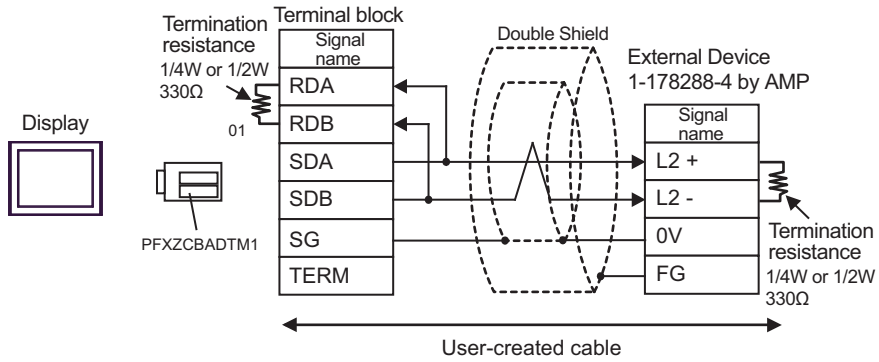 Termination
resistance
1/4W or 1/2W
330Ω
01
Display
PFXZCBADTM1
Terminal block
Signal
name
RDA
RDB
SDA
SDB
SG
TERM
Double Shield
External Device
1-178288-4 by AMP
Signal
name
L2 +
L2 -
0V
FG
Termination
resistance
1/4W or 1/2W
330Ω
User-created cable